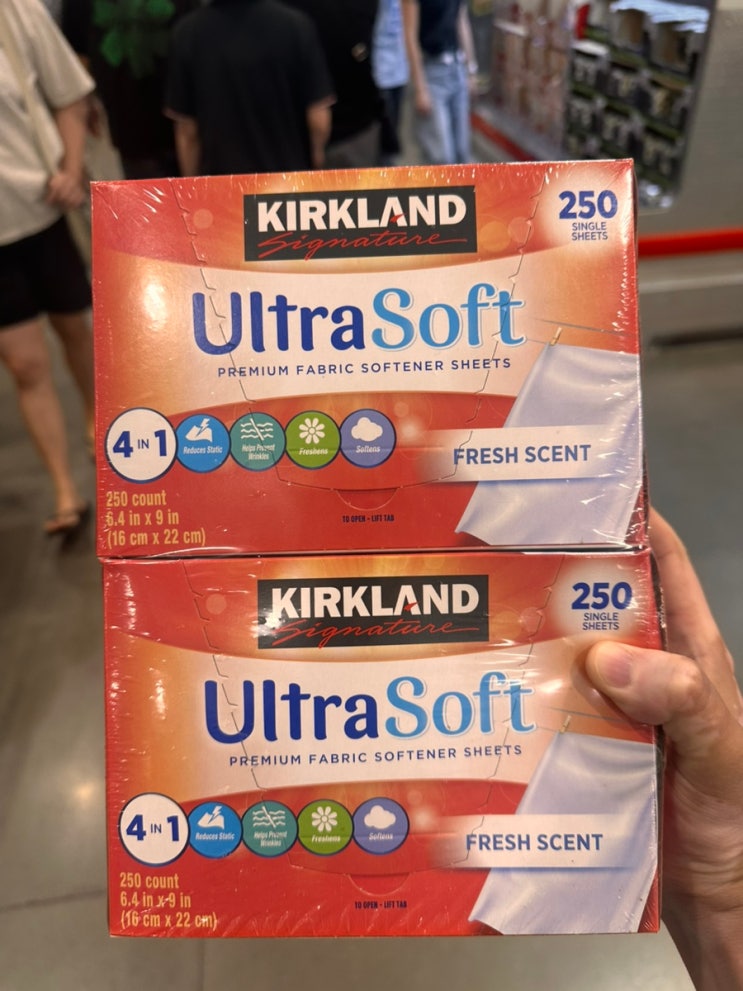 KIRKLAND
Signature
250
SINGLE
SHEETS
UltraSoft
PREMIUM FABRIC SOFTENER SHEETS
4 IN 1
Reduces Static
Helps Prevent
Wrinkles
Freshens
Softens
FRESH SCENT
250 count
6.4 in x 9 in
(16 cm x 22 cm)
TO OPEN - LIFT TAB
KIRKLAND
Signature
250
SINGLE
SHEETS
UltraSoft
PREMIUM FABRIC SOFTENER SHEETS
4 IN 1
Reduces Static
Helps Prevent
Wrinkles
Freshens
Softens
FRESH SCENT
250 count
6.4 in x 9 in
(16 cm x 22 cm)
TO OPEN - LIFT TAB